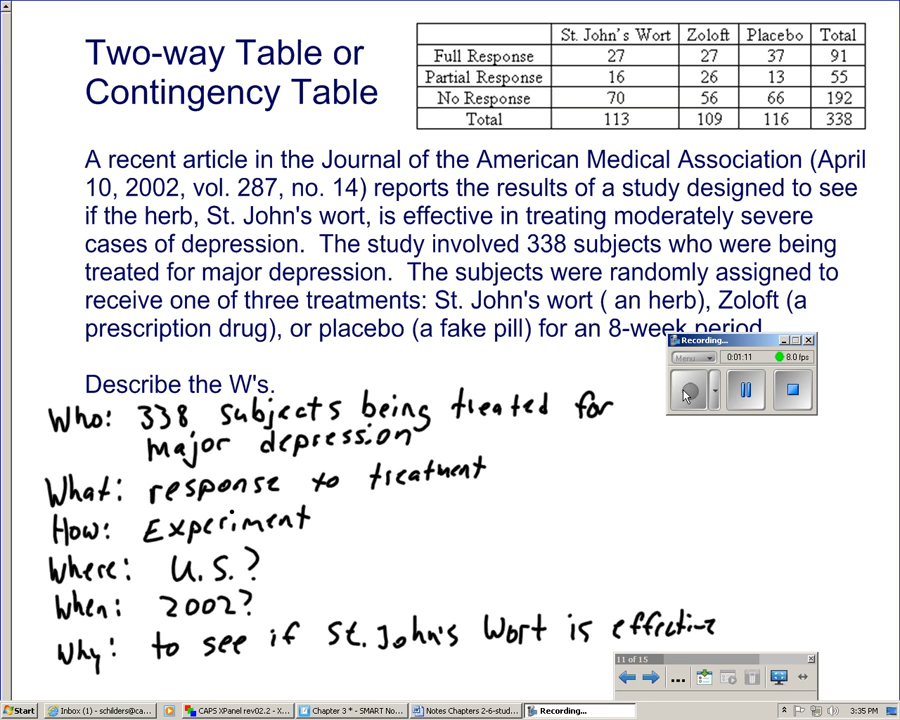 Two-way Table or
Contingency Table
St. John's Wort Zoloft Placebo Total
Full Response 27 27 37 91
Partial Response 16 26 13 55
No Response 70 56 66 192
Total 113 109 116 338
A recent article in the Journal of the American Medical Association (April
10, 2002, vol. 287, no. 14) reports the results of a study designed to see
if the herb, St. John's wort, is effective in treating moderately severe
cases of depression. The study involved 338 subjects who were being
treated for major depression. The subjects were randomly assigned to
receive one of three treatments: St. John's wort ( an herb), Zoloft (a
prescription drug), or placebo (a fake pill) for an 8-week period.
Recording...
Menu
00:01:11
8.0 fps
Describe the W's.
Who: 338 subjects being treated for
major depression
What: response to treatment
How: Experiment
Where: U.S.?
When: 2002?
Why: to see if St. John's Wort is effective
11 of 15
Start
Inbox (1) - schilders@ca...
CAPS XPanel rev02.2 - X...
Chapter 3 * - SMART No...
Notes Chapters 2-6-stud...
Recording...
3:35 PM